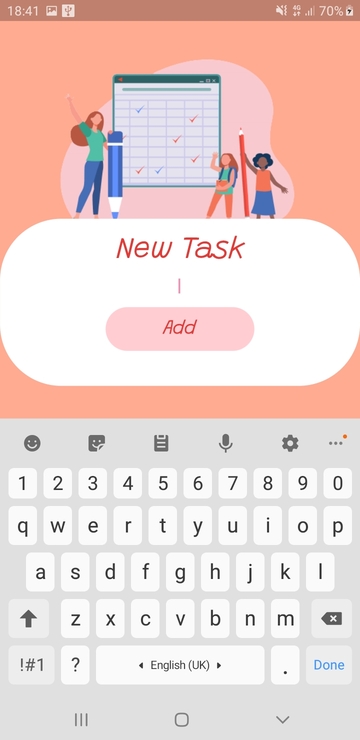 18:41 4G 70%
New Task
Add
1 2 3 4 5 6 7 8 9 0
q w e r t y u i o p
a s d f g h j k l
z x c v b n m
!#1 ? English (UK) . Done